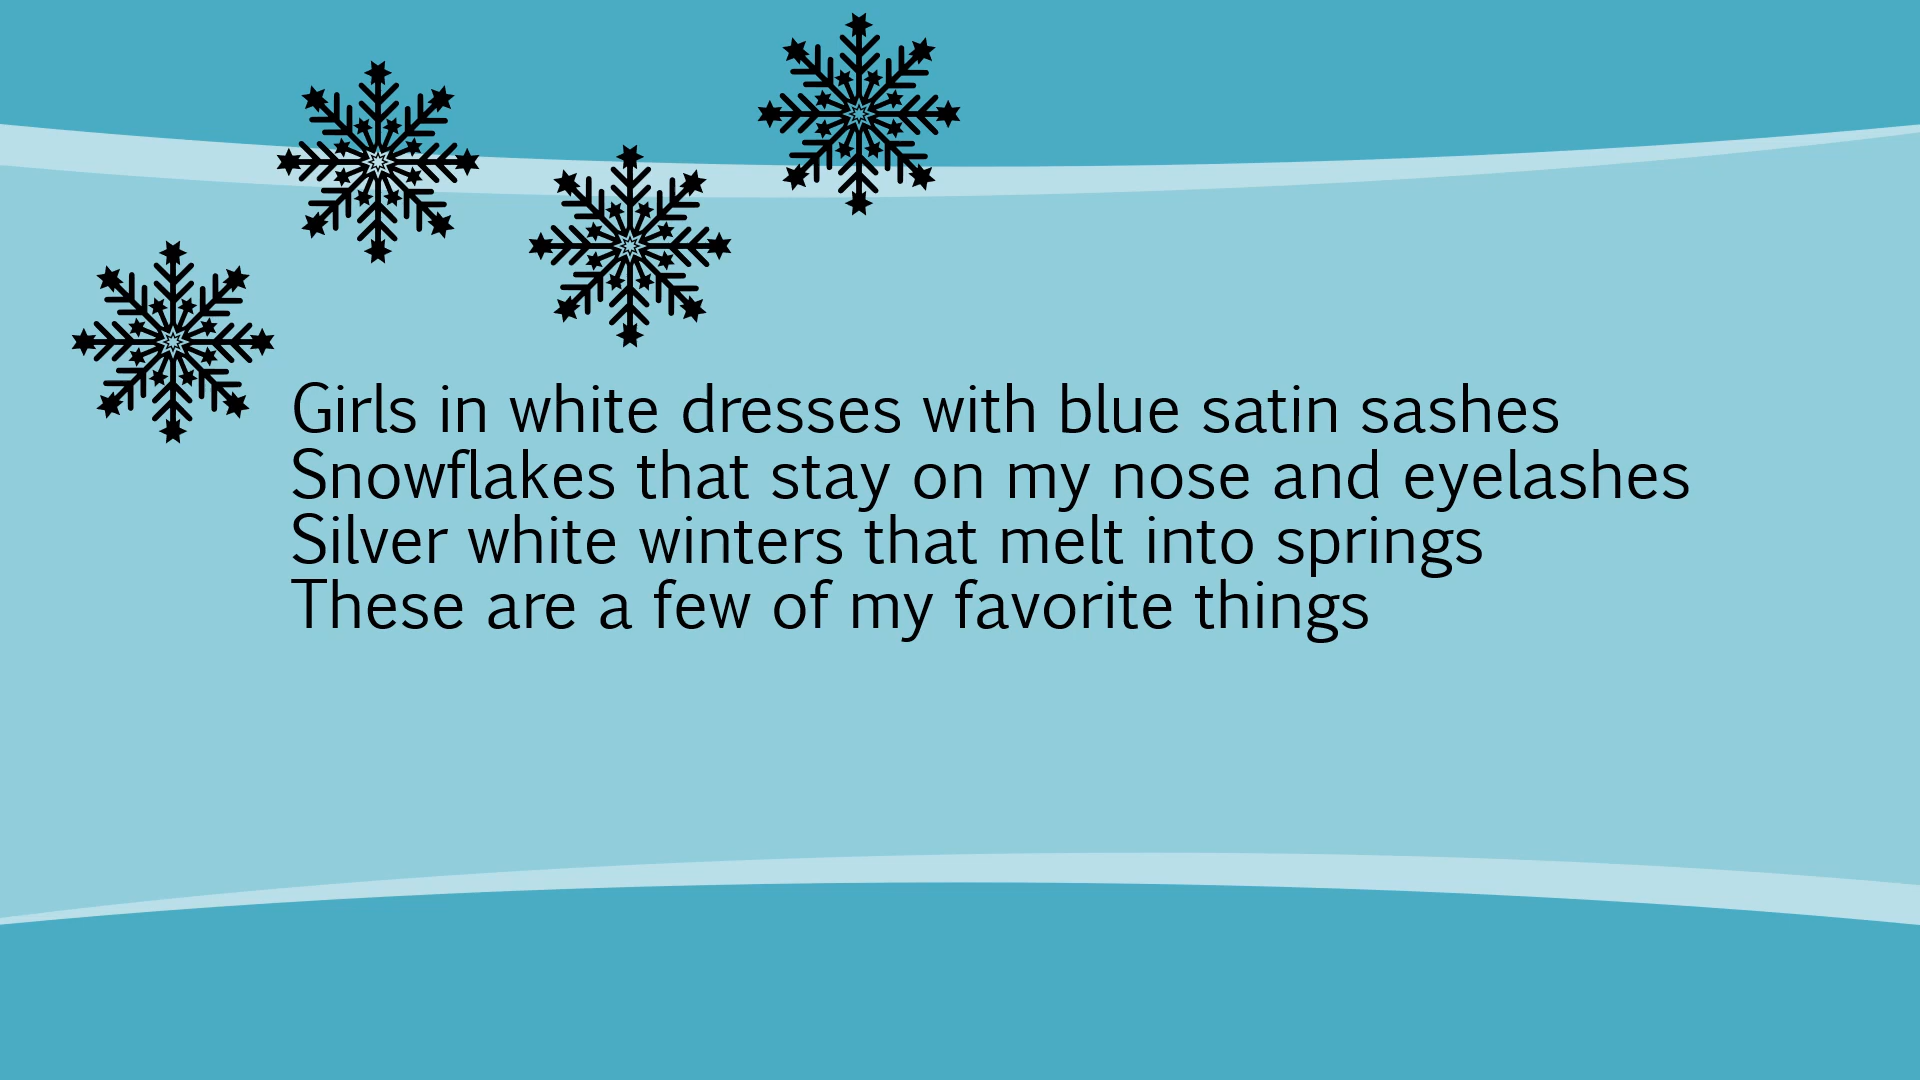 Girls in white dresses with blue satin sashes
Snowflakes that stay on my nose and eyelashes
Silver white winters that melt into springs
These are a few of my favorite things